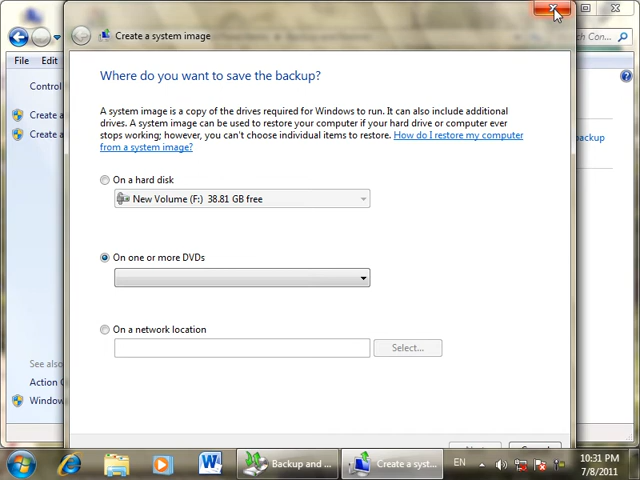 Create a system image
File Edit
Where do you want to save the backup?
Control
Create a
Create a
A system image is a copy of the drives required for Windows to run. It can also include additional
drives. A system image can be used to restore your computer if your hard drive or computer ever
stops working; however, you can't choose individual items to restore. How do I restore my computer
from a system image?
backup
On a hard disk
New Volume (F:) 38.81 GB free
On one or more DVDs
On a network location
Select...
See also
Action C
Window
Backup and ...
Create a syst...
EN
10:31 PM
7/8/2011